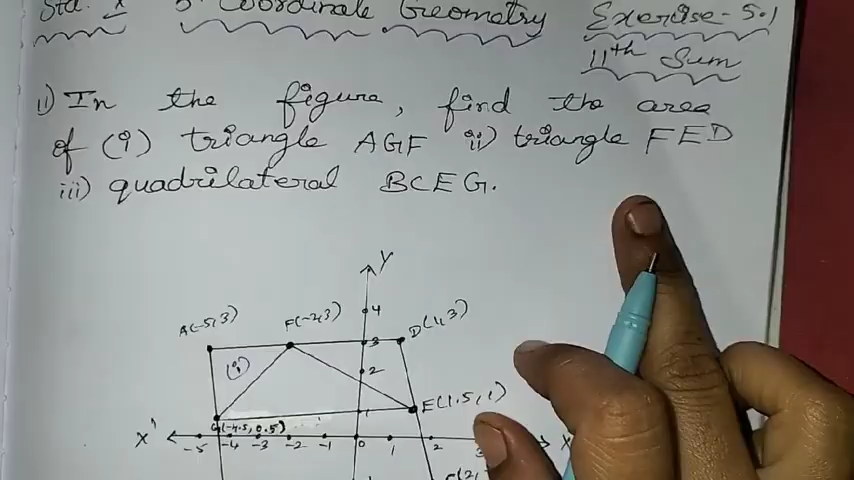 Std. X 5. Coordinate Geometry Exercise-5.1
11th Sum
11) In the figure, find the area
of (i) triangle AGF ii) triangle FED
iii) quadrilateral BCEG.
Y
4
A(-5,3) F(-2,3) D(1,3)
3
(i)
2
E(1.5,1)
1
G(-4.5,0.5)
X'
-5 -4 -3 -2 -1 0 1 2